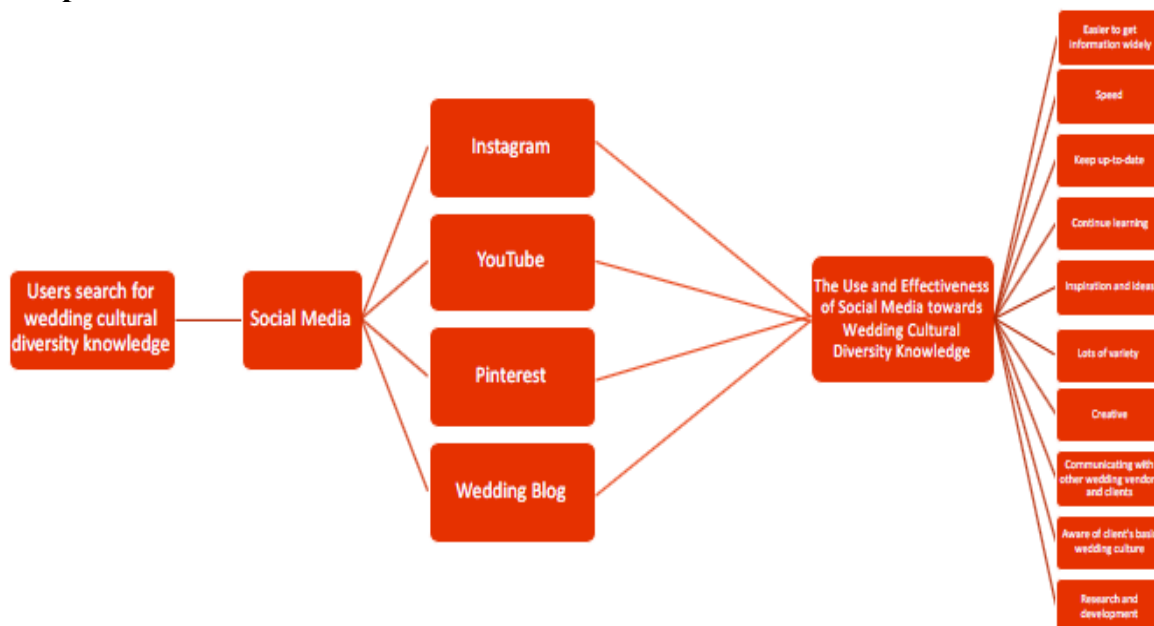 Users search for
wedding cultural
diversity knowledge
Social Media
Instagram
YouTube
Pinterest
Wedding Blog
The Use and Effectiveness
of Social Media towards
Wedding Cultural
Diversity Knowledge
Easier to get
information widely
Speed
Keep up-to-date
Continue learning
Inspiration and ideas
Lots of variety
Creative
Communicating with
other wedding vendor
and clients
Aware of client's basi
wedding culture
Research and
development